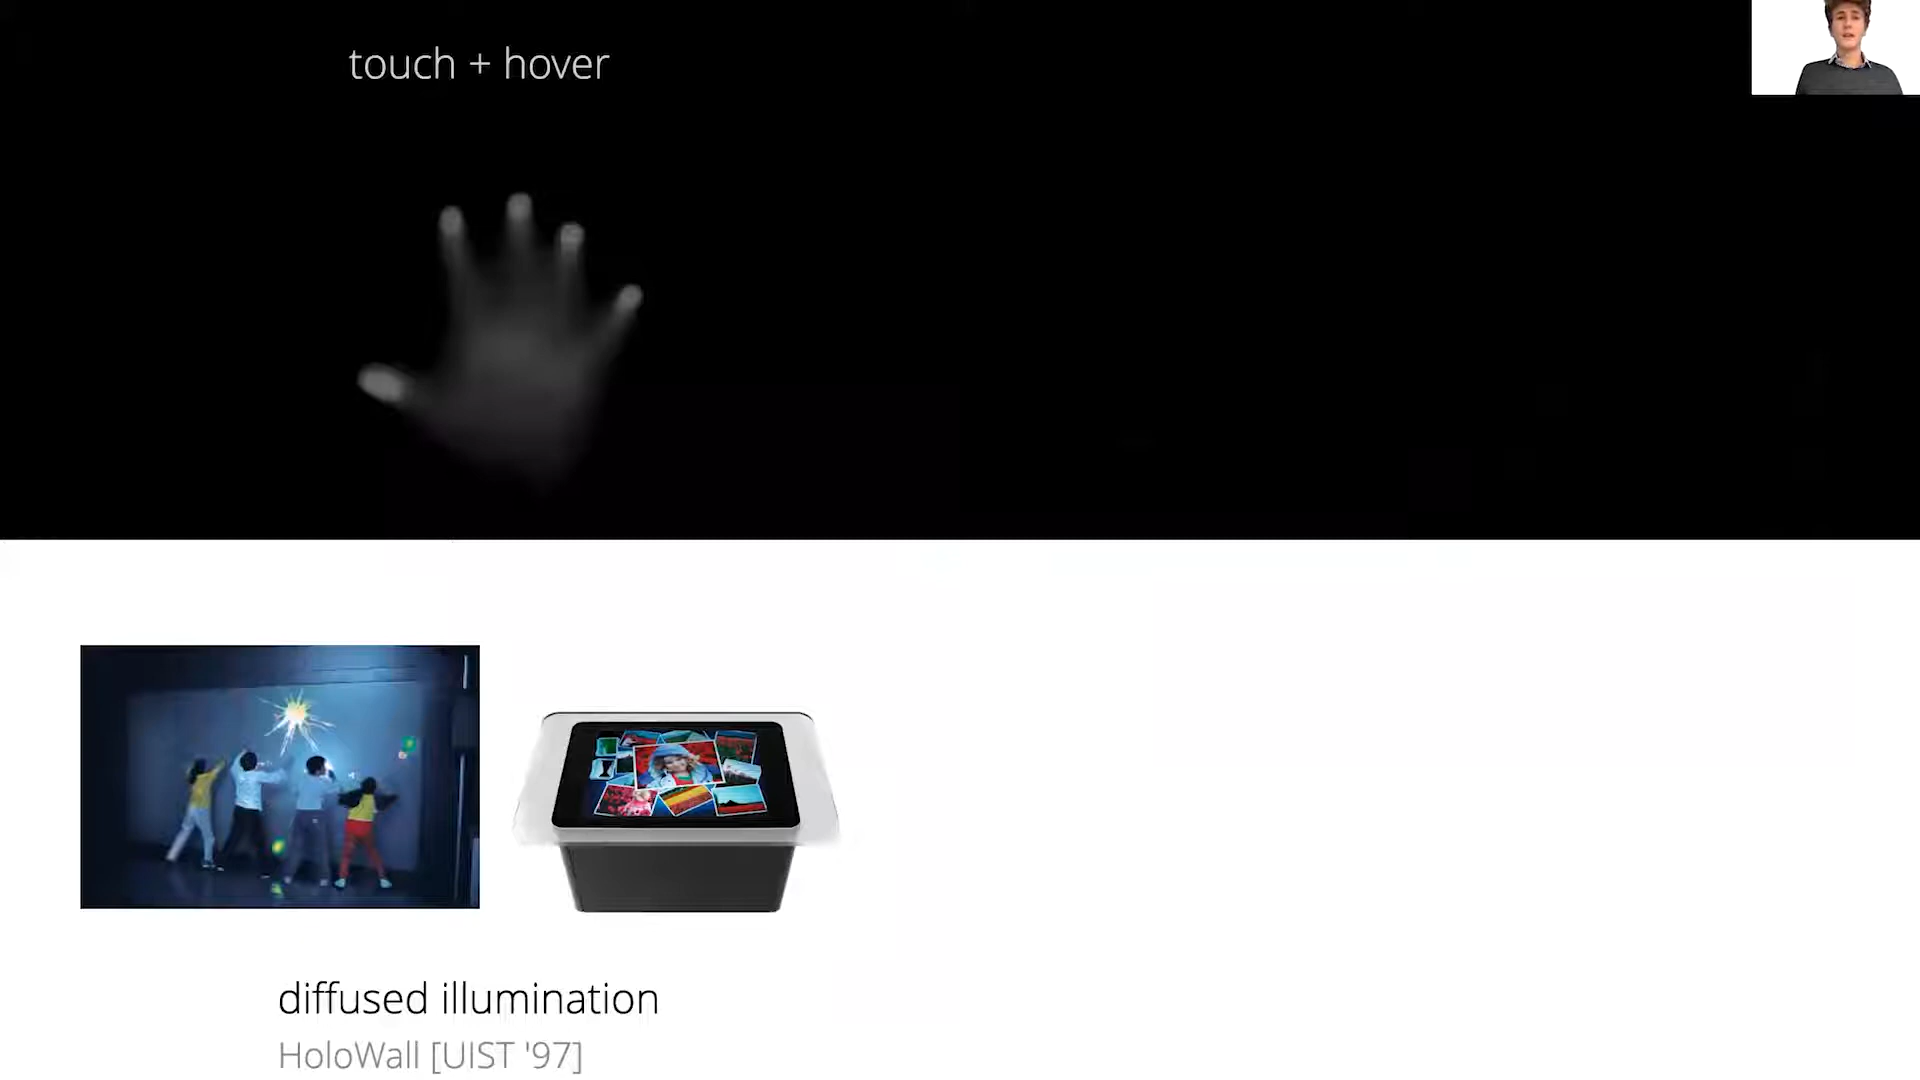 touch + hover
diffused illumination
HoloWall [UIST '97]